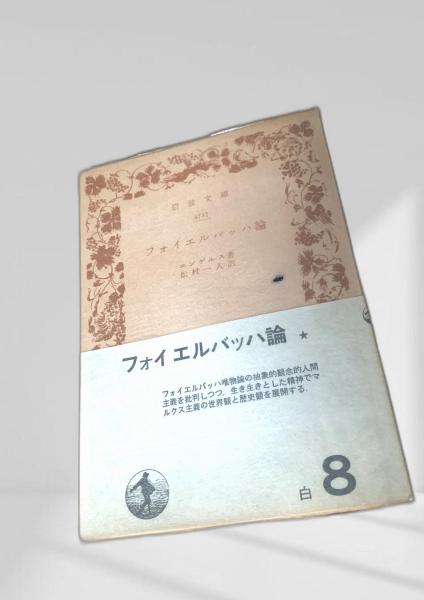 岩波文庫
4737
フォイエルバッハ論
エンゲルス著
松村一人訳
フォイエルバッハ論 ★
フォイエルバッハ唯物論の抽象的観念的人間
主義を批判しつつ，生き生きとした精神でマ
ルクス主義の世界観と歴史観を展開する．
白 8